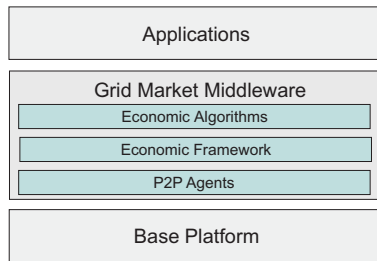 Applications
Grid Market Middleware
Economic Algorithms
Economic Framework
P2P Agents
Base Platform